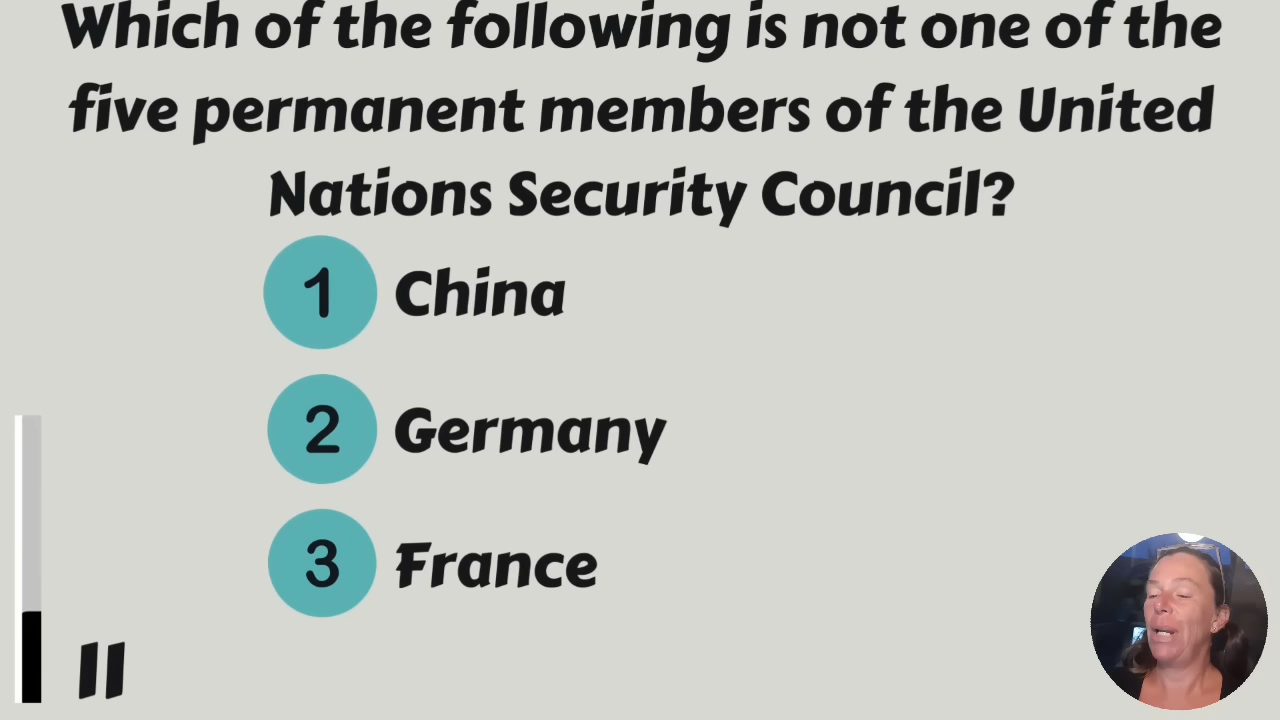 Which of the following is not one of the
five permanent members of the United
Nations Security Council?
1 China
2 Germany
3 France
11